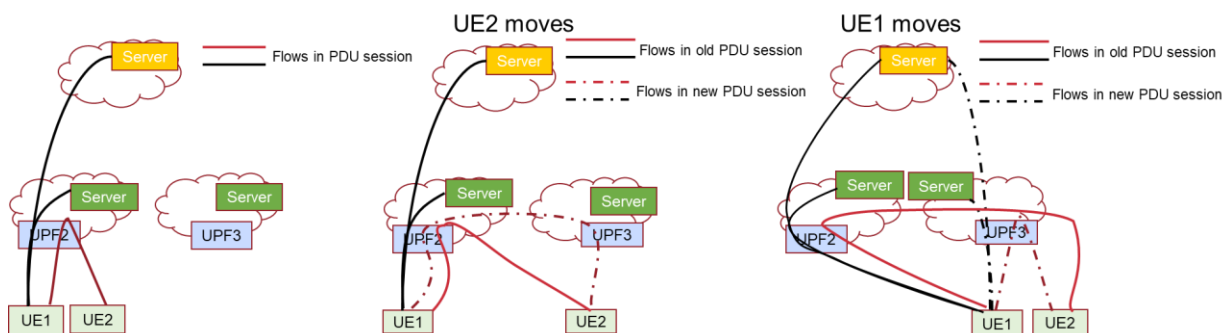 Server
Flows in PDU session
Server
Server
UPF2
UPF3
UE1
UE2
UE2 moves
Server
Flows in old PDU session
Flows in new PDU session
Server
Server
UPF2
UPF3
UE1
UE2
UE1 moves
Server
Flows in old PDU session
Flows in new PDU session
Server
Server
UPF2
UPF3
UE1
UE2